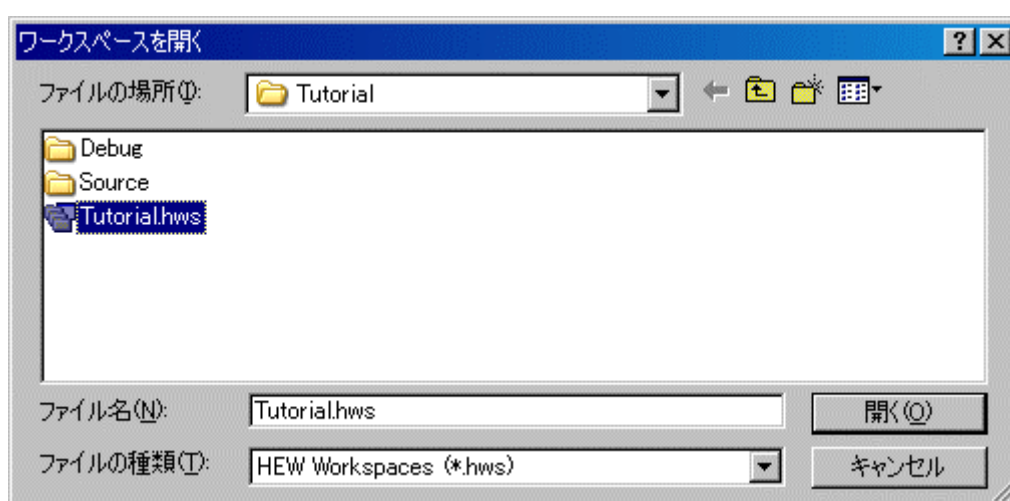 ワークスペースを開く
ファイルの場所(I): Tutorial
Debug
Source
Tutorial.hws
ファイル名(N): Tutorial.hws 開く(O)
ファイルの種類(T): HEW Workspaces (*.hws) キャンセル